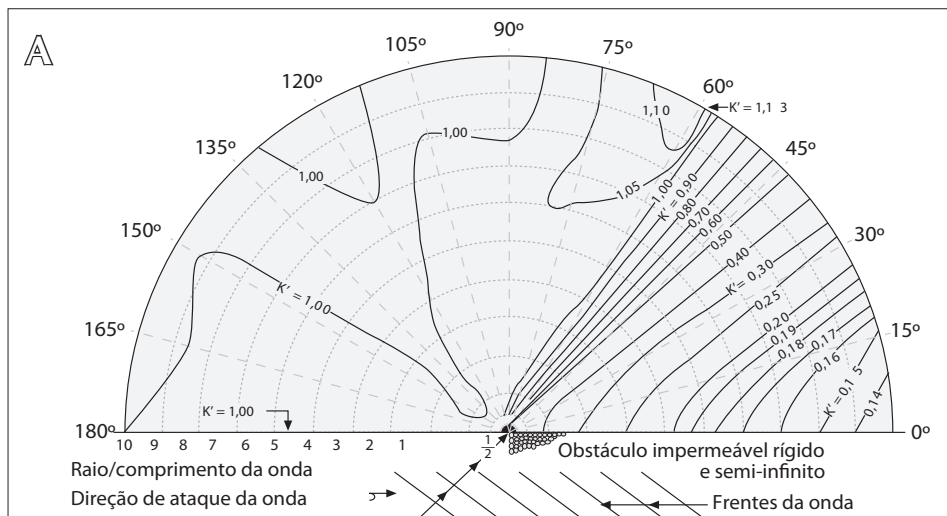 A
90º
105º
75º
120º
60º
K' = 1,1 3
1,10
135º
1,00
45º
1,00
1,05
1,00
K' = 0,90
0,80
0,70
0,60
0,50
150º
30º
0,40
K' = 0,30
K' = 1,00
0,25
0,20
0,19
0,18
0,17
0,16
165º
15º
K' = 0,1 5
0,14
K' = 1,00
180º
0º
10 9 8 7 6 5 4 3 2 1 1/2
Obstáculo impermeável rígido
e semi-infinito
Raio/comprimento da onda
Direção de ataque da onda
Frentes da onda